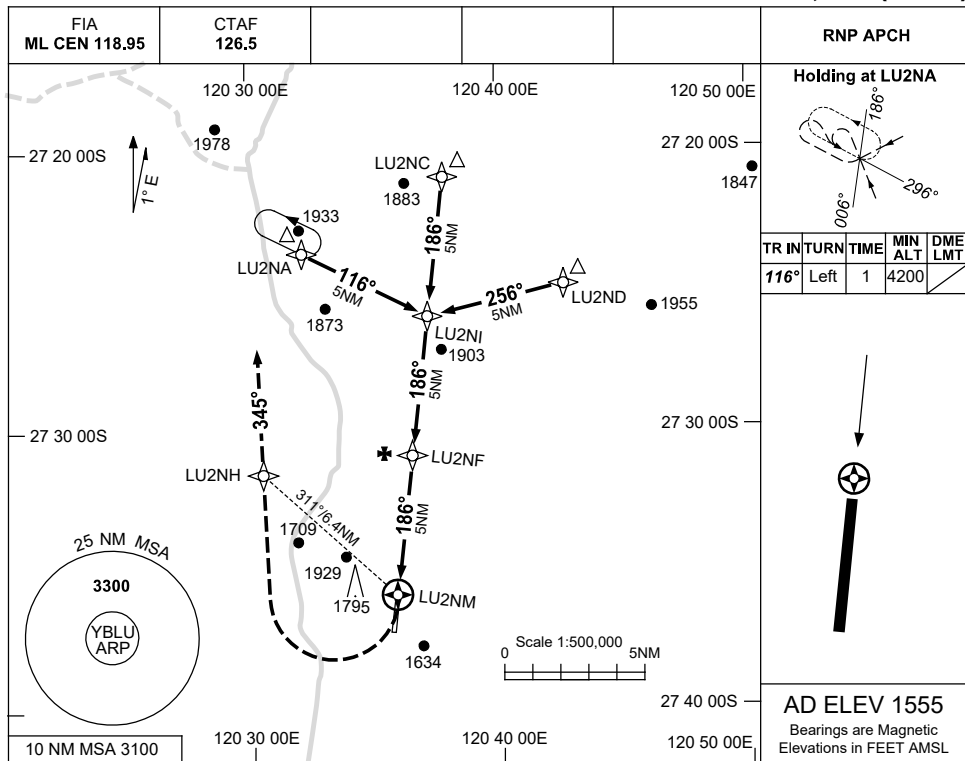 FIA
ML CEN 118.95
CTAF
126.5
RNP APCH
120 30 00E
120 40 00E
120 50 00E
Holding at LU2NA
186°
296°
006°
TR IN
TURN
TIME
MIN ALT
DME LMT
116°
Left
1
4200
1978
27 20 00S
27 20 00S
1° E
LU2NC
1883
1847
1933
186°
5NM
LU2NA
116°
5NM
256°
5NM
LU2ND
1873
1955
LU2NI
1903
186°
5NM
345°
27 30 00S
27 30 00S
LU2NF
LU2NH
311°/6.4NM
186°
5NM
1709
1929
1795
LU2NM
25 NM MSA
3300
YBLU
ARP
1634
Scale 1:500,000
0
5NM
27 40 00S
AD ELEV 1555
Bearings are Magnetic
Elevations in FEET AMSL
10 NM MSA 3100
120 30 00E
120 40 00E
120 50 00E